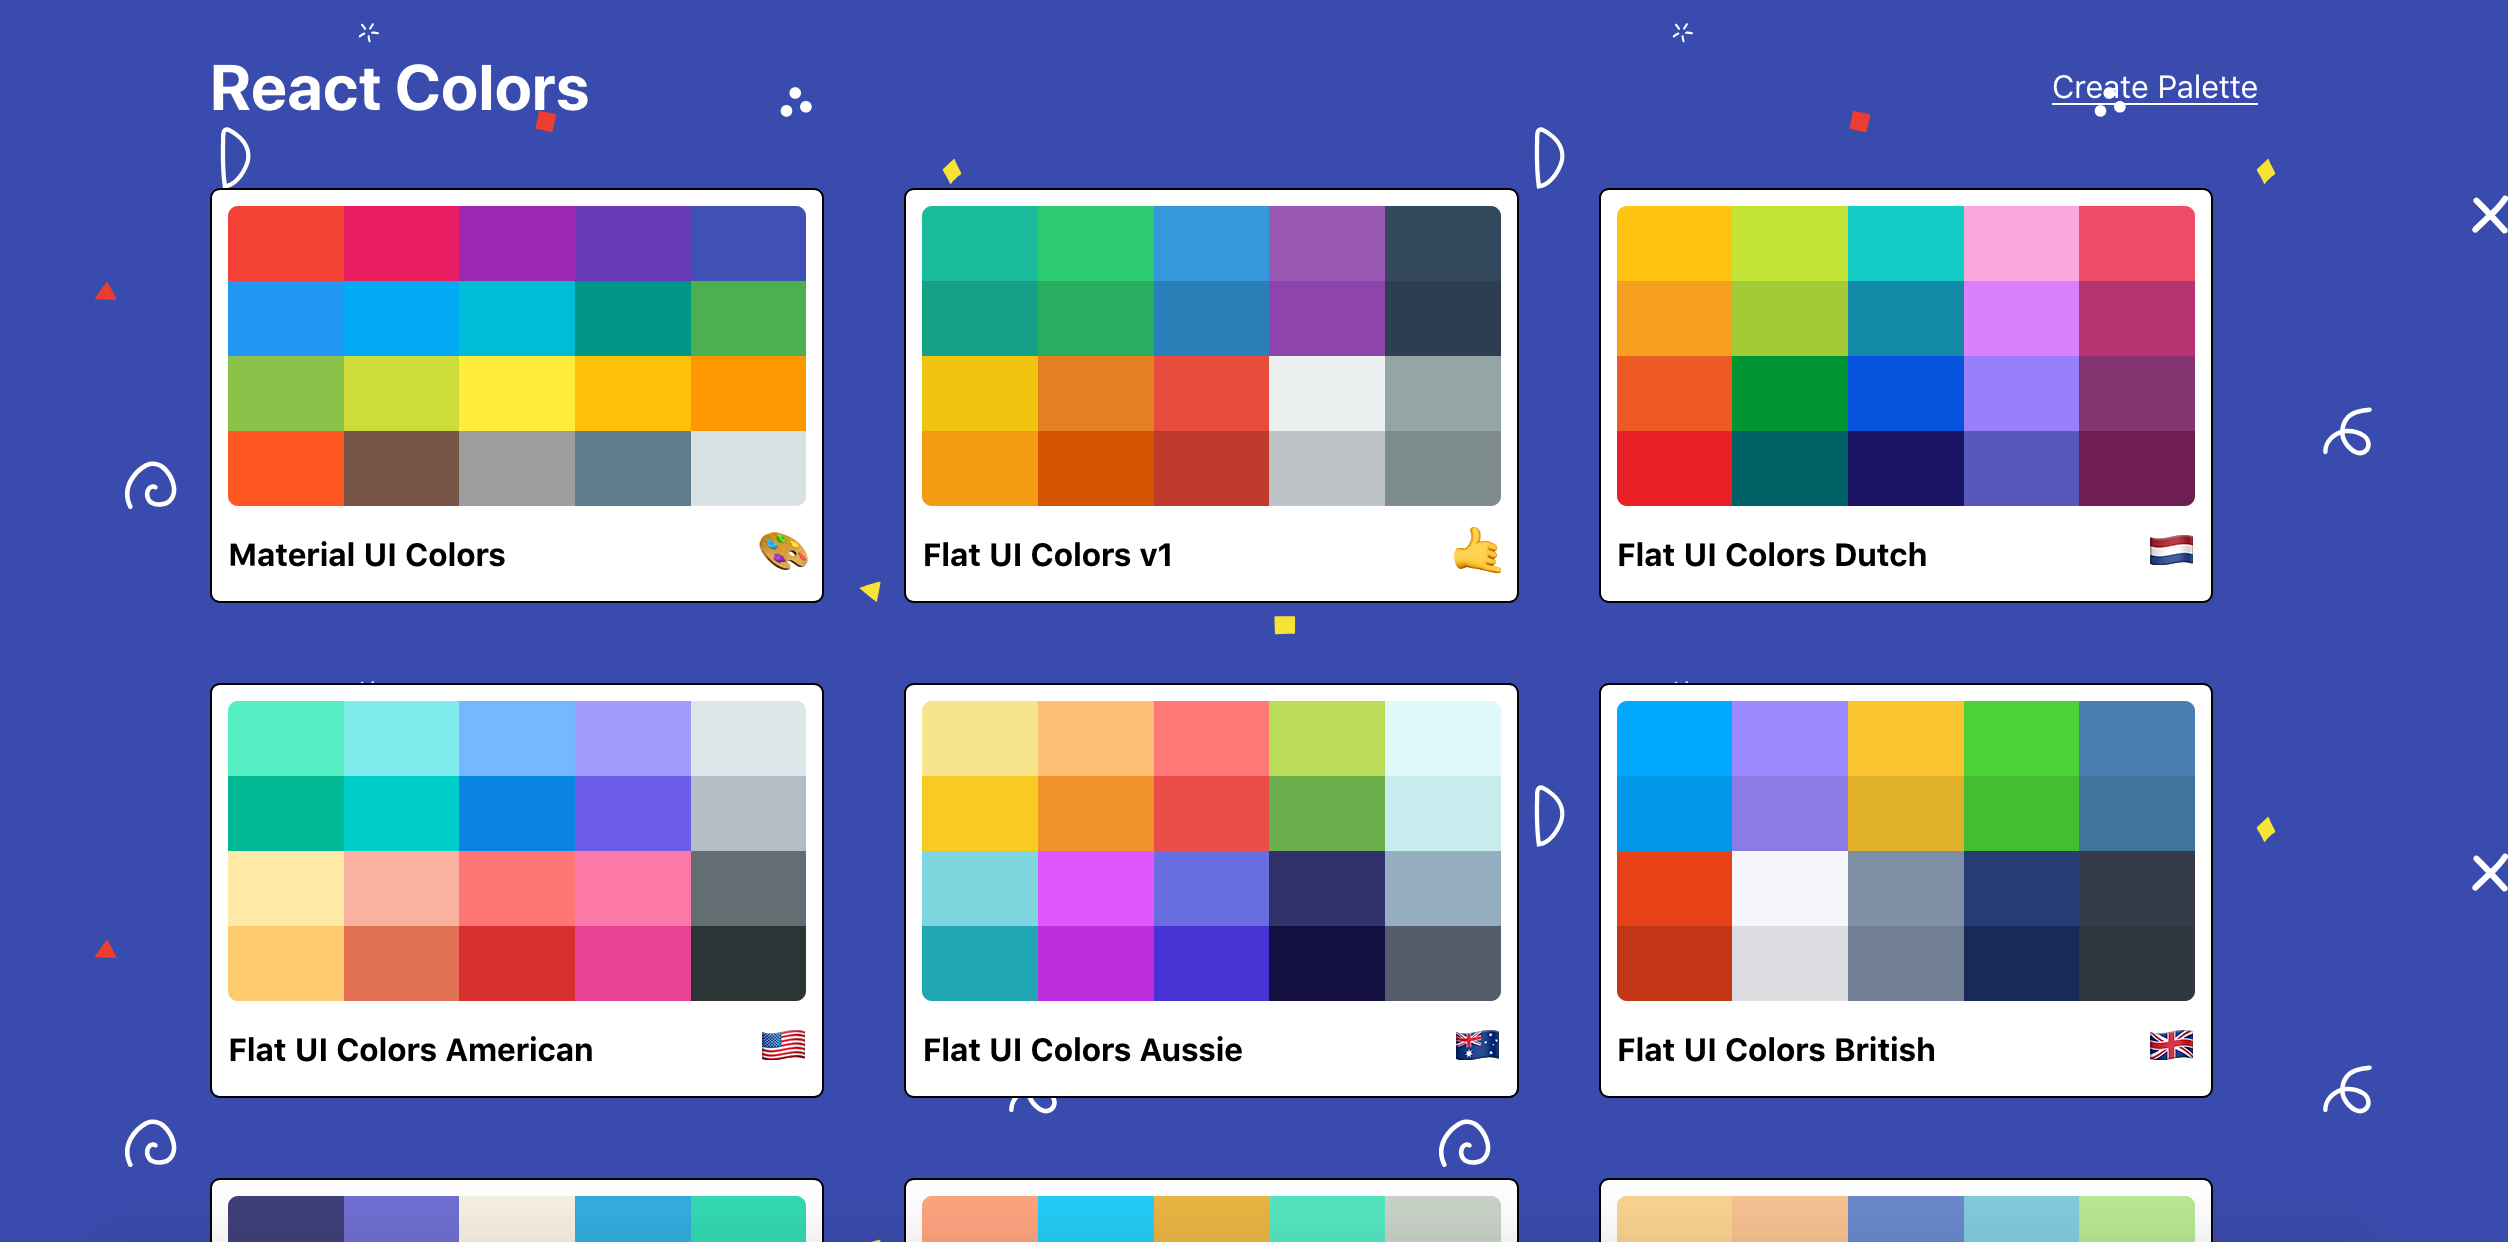 React Colors
Create Palette
Material UI Colors
Flat UI Colors v1
Flat UI Colors Dutch
Flat UI Colors American
Flat UI Colors Aussie
Flat UI Colors British